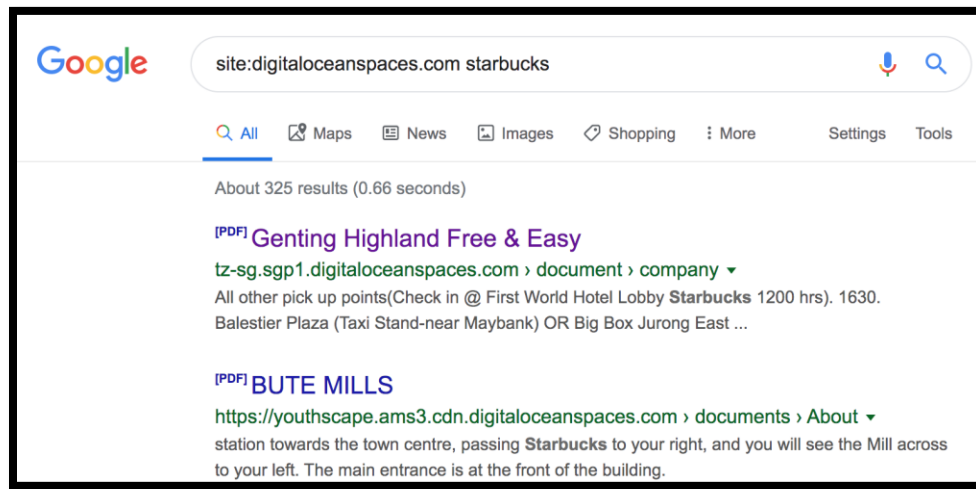 Google
site:digitaloceanspaces.com starbucks
All Maps News Images Shopping More Settings Tools
About 325 results (0.66 seconds)
[PDF] Genting Highland Free & Easy
tz-sg.sgp1.digitaloceanspaces.com › document › company
All other pick up points(Check in @ First World Hotel Lobby Starbucks 1200 hrs). 1630.
Balestier Plaza (Taxi Stand-near Maybank) OR Big Box Jurong East ...
[PDF] BUTE MILLS
https://youthscape.ams3.cdn.digitaloceanspaces.com › documents › About
station towards the town centre, passing Starbucks to your right, and you will see the Mill across
to your left. The main entrance is at the front of the building.